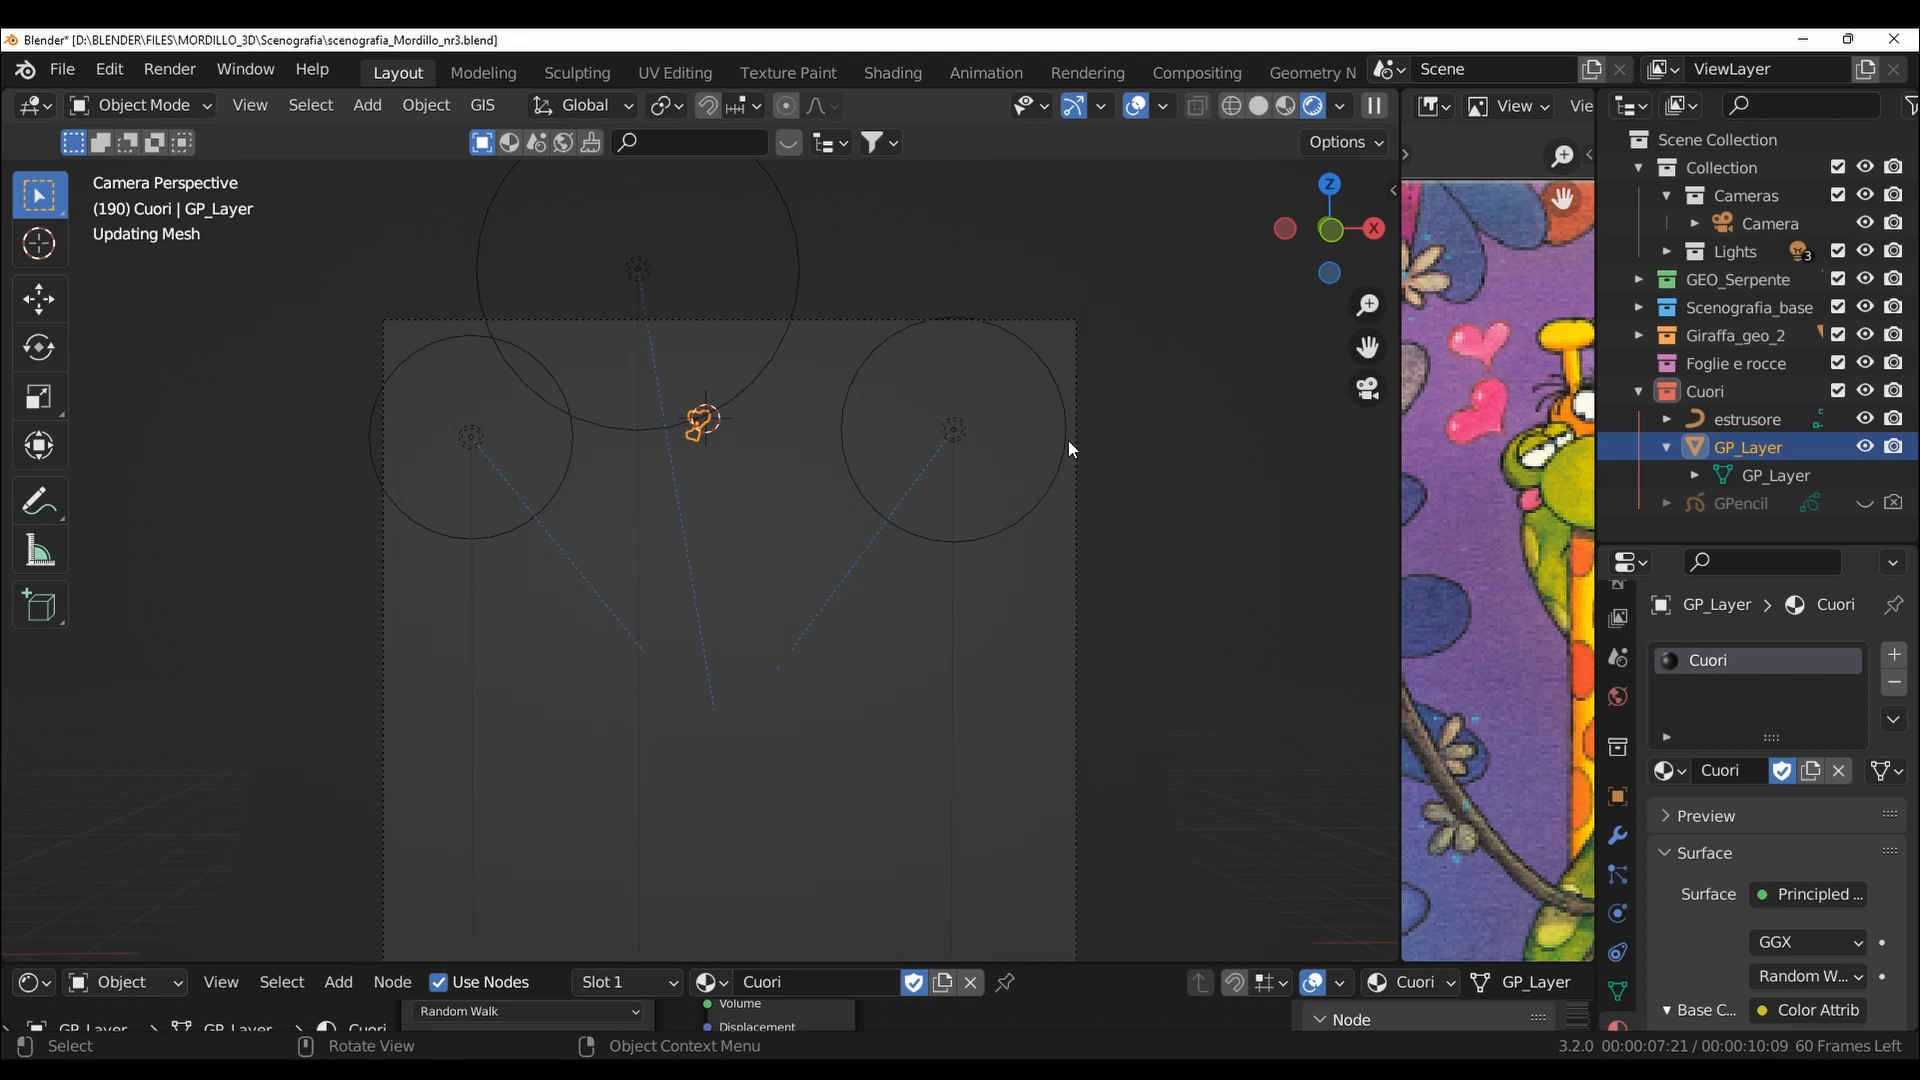 Blender* [D:\BLENDER\FILES\MORDILLO_3D\Scenografia\scenografia_Mordillo_nr3.blend]
File Edit Render Window Help Layout Modeling Sculpting UV Editing Texture Paint Shading Animation Rendering Compositing Geometry N Scene ViewLayer
Object Mode View Select Add Object GIS Global View Vie
Options
Camera Perspective
(190) Cuori | GP_Layer
Updating Mesh
Z
X
Scene Collection
Collection
Cameras
Camera
Lights 3
GEO_Serpente
Scenografia_base
Giraffa_geo_2
Foglie e rocce
Cuori
estrusore
GP_Layer
GP_Layer
GPencil
GP_Layer > Cuori
Cuori
Cuori
Preview
Surface
Surface Principled ...
GGX
Random W...
Base C... Color Attrib
Object View Select Add Node Use Nodes Slot 1 Cuori Cuori GP_Layer
Random Walk
Volume
Displacement
Node
GP_Layer > GP_Layer > Cuori
Select Rotate View Object Context Menu 3.2.0 00:00:07:21 / 00:00:10:09 60 Frames Left